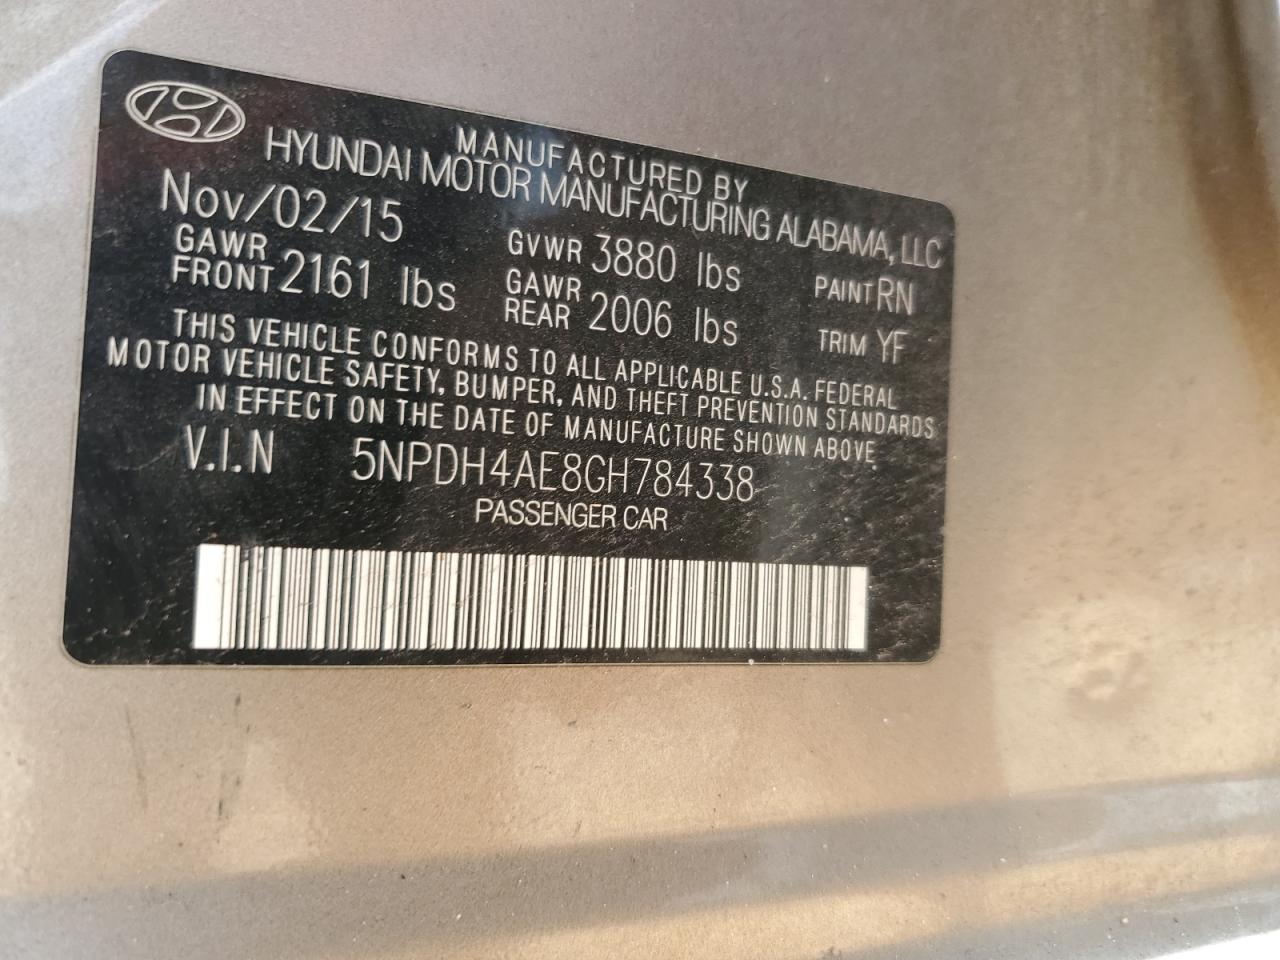 MANUFACTURED BY
HYUNDAI MOTOR MANUFACTURING ALABAMA, LLC
Nov/02/15 GVWR 3880 lbs PAINT RN
GAWR FRONT 2161 lbs GAWR REAR 2006 lbs TRIM YF
THIS VEHICLE CONFORMS TO ALL APPLICABLE U.S.A. FEDERAL
MOTOR VEHICLE SAFETY, BUMPER, AND THEFT PREVENTION STANDARDS
IN EFFECT ON THE DATE OF MANUFACTURE SHOWN ABOVE.
V.I.N 5NPDH4AE8GH784338
PASSENGER CAR